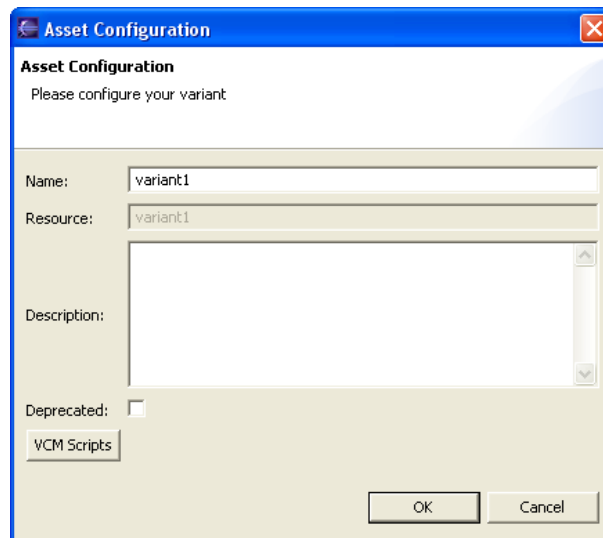 Asset Configuration
Asset Configuration
Please configure your variant
Name: variant1
Resource: variant1
Description:
Deprecated:
VCM Scripts
OK Cancel